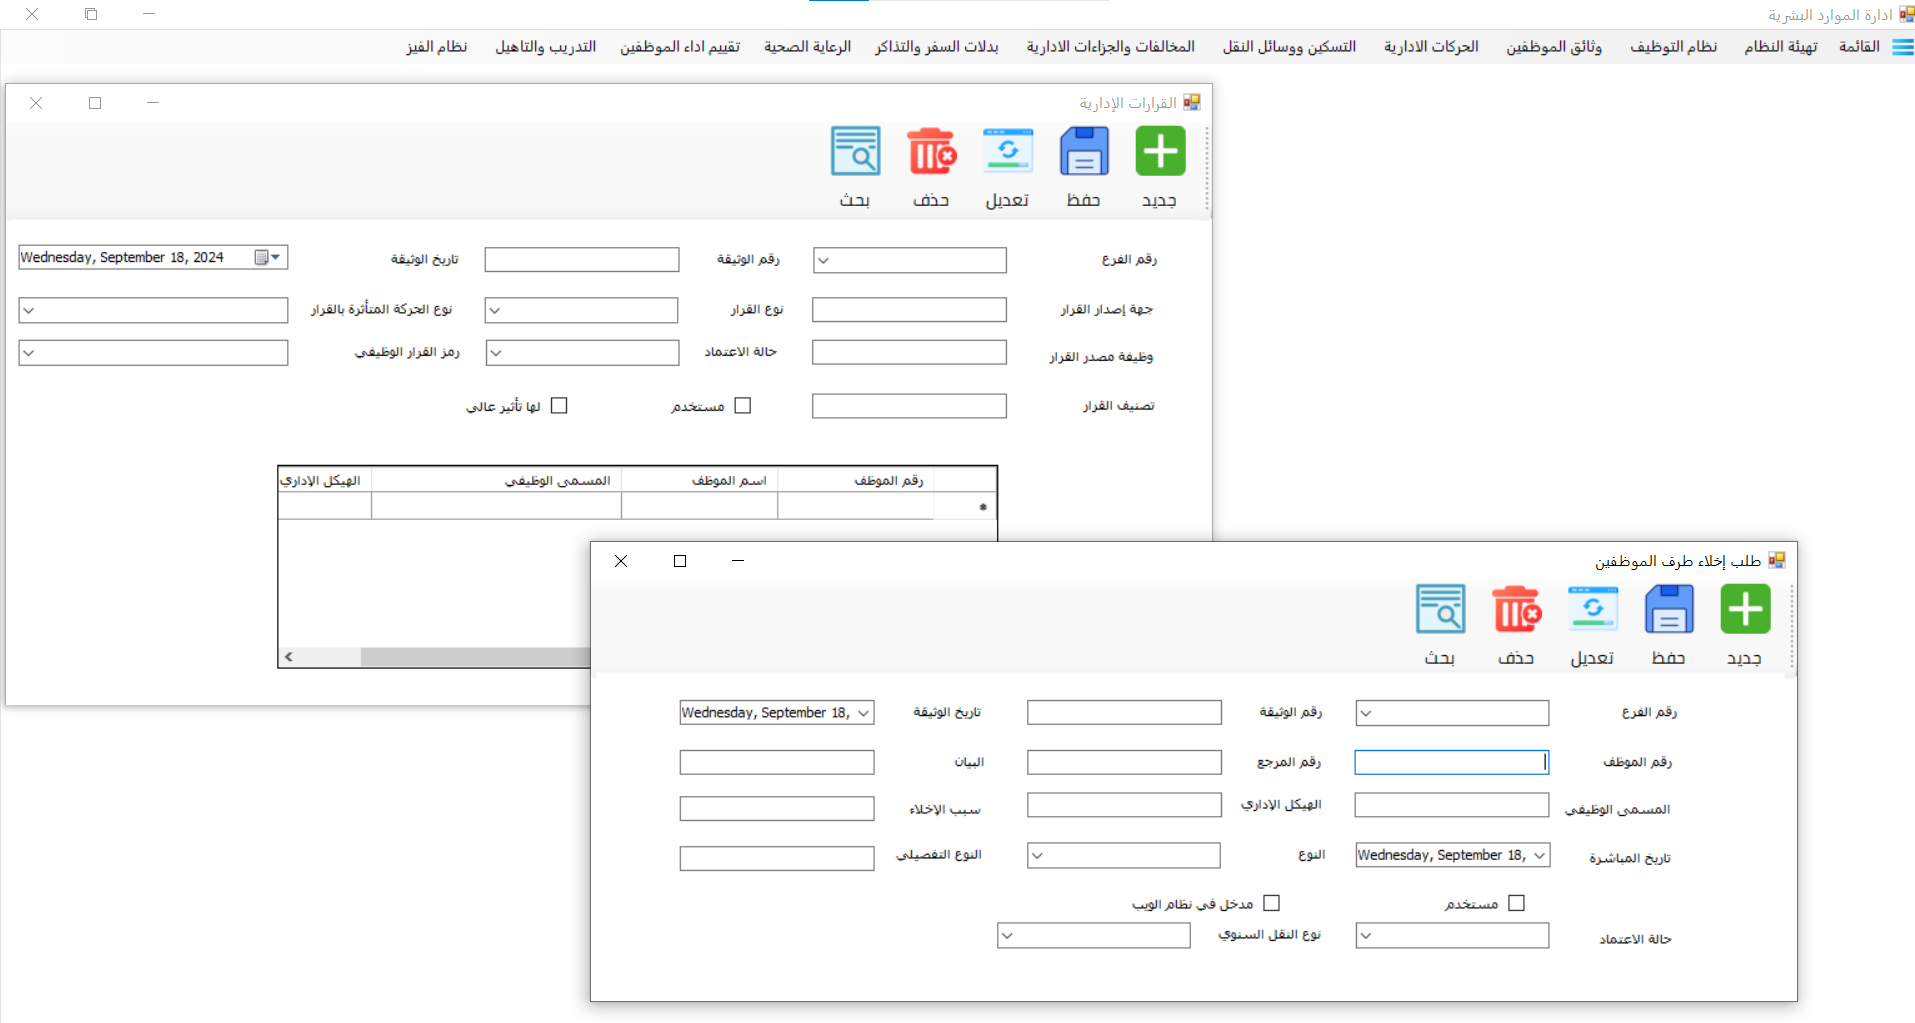 ادارة الموارد البشرية
القائمة تهيئة النظام نظام التوظيف وثائق الموظفين الحركات الادارية التسكين ووسائل النقل المخالفات والجزاءات الادارية بدلات السفر والتذاكر الرعاية الصحية تقييم اداء الموظفين التدريب والتاهيل نظام الفيز
القرارات الإدارية
جديد حفظ تعديل حذف بحث
رقم الفرع رقم الوثيقة تاريخ الوثيقة Wednesday, September 18, 2024
جهة إصدار القرار نوع القرار نوع الحركة المتأثرة بالقرار
وظيفة مصدر القرار حالة الاعتماد رمز القرار الوظيفي
تصنيف القرار مستخدم لها تأثير عالي
رقم الموظف اسم الموظف المسمى الوظيفي الهيكل الإداري
طلب إخلاء طرف الموظفين
جديد حفظ تعديل حذف بحث
رقم الفرع رقم الوثيقة تاريخ الوثيقة Wednesday, September 18,
رقم الموظف رقم المرجع البيان
المسمى الوظيفي الهيكل الإداري سبب الإخلاء
تاريخ المباشرة Wednesday, September 18, النوع النوع التفصيلي
مستخدم مدخل في نظام الويب
حالة الاعتماد نوع النقل السنوي